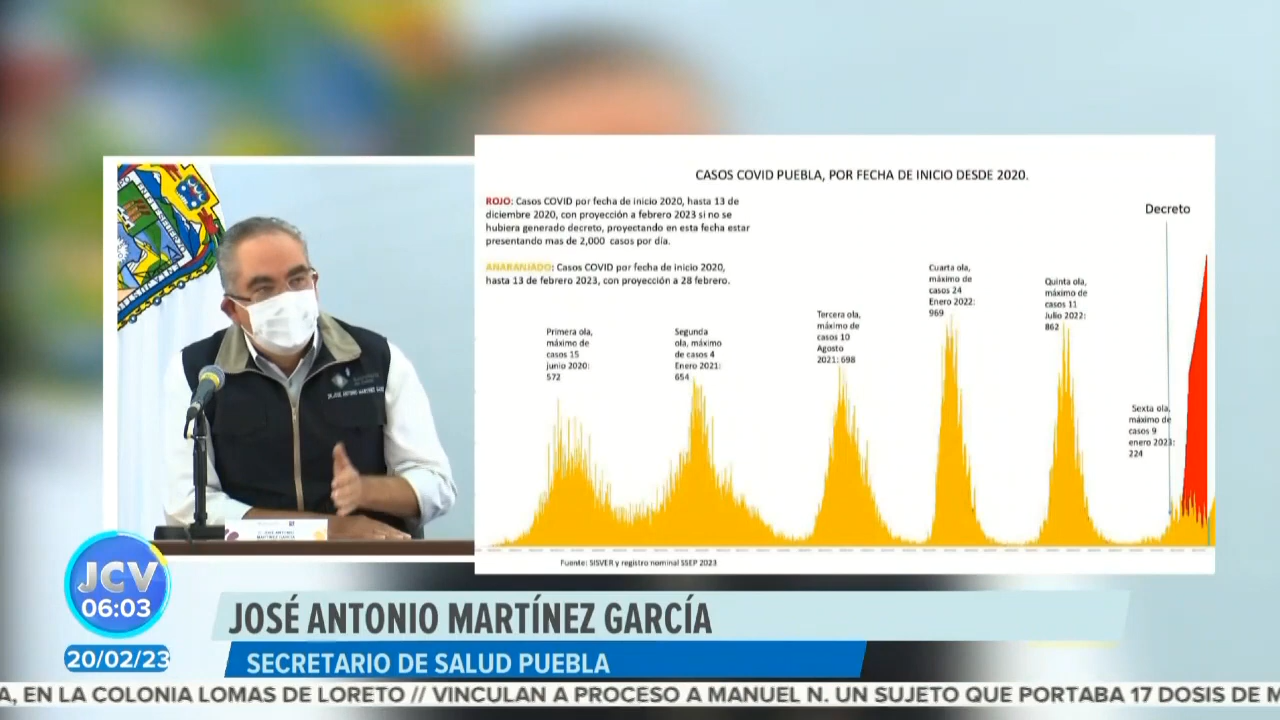 CASOS COVID PUEBLA, POR FECHA DE INICIO DESDE 2020.
ROJO: Casos COVID por fecha de inicio 2020, hasta 13 de
diciembre 2020, con proyección a febrero 2023 si no se
hubiera generado decreto, proyectando en esta fecha estar
presentando mas de 2,000 casos por día.
ANARANJADO: Casos COVID por fecha de inicio 2020,
hasta 13 de febrero 2023, con proyección a 28 febrero.
Primera ola,
máximo de
casos 15
junio 2020:
572
Segunda
ola, máximo
de casos 4
Enero 2021:
654
Tercera ola,
máximo de
casos 10
Agosto
2021: 698
Cuarta ola,
máximo de
casos 24
Enero 2022:
969
Quinta ola,
máximo de
casos 11
Julio 2022:
862
Decreto
Sexta ola,
máximo de
casos 9
enero 2023:
224
Fuente: SISVER y registro nominal SSEP 2023
JCV
06:03
20/02/23
JOSÉ ANTONIO MARTÍNEZ GARCÍA
SECRETARIO DE SALUD PUEBLA
A, EN LA COLONIA LOMAS DE LORETO // VINCULAN A PROCESO A MANUEL N. UN SUJETO QUE PORTABA 17 DOSIS DE M